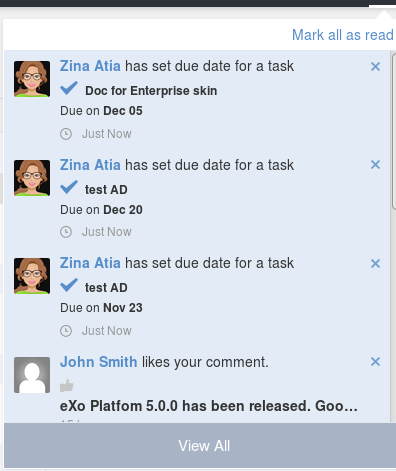 Mark all as read
Zina Atia has set due date for a task
Doc for Enterprise skin
Due on Dec 05
Just Now
Zina Atia has set due date for a task
test AD
Due on Dec 20
Just Now
Zina Atia has set due date for a task
test AD
Due on Nov 23
Just Now
John Smith likes your comment.
eXo Platfom 5.0.0 has been released. Goo...
View All